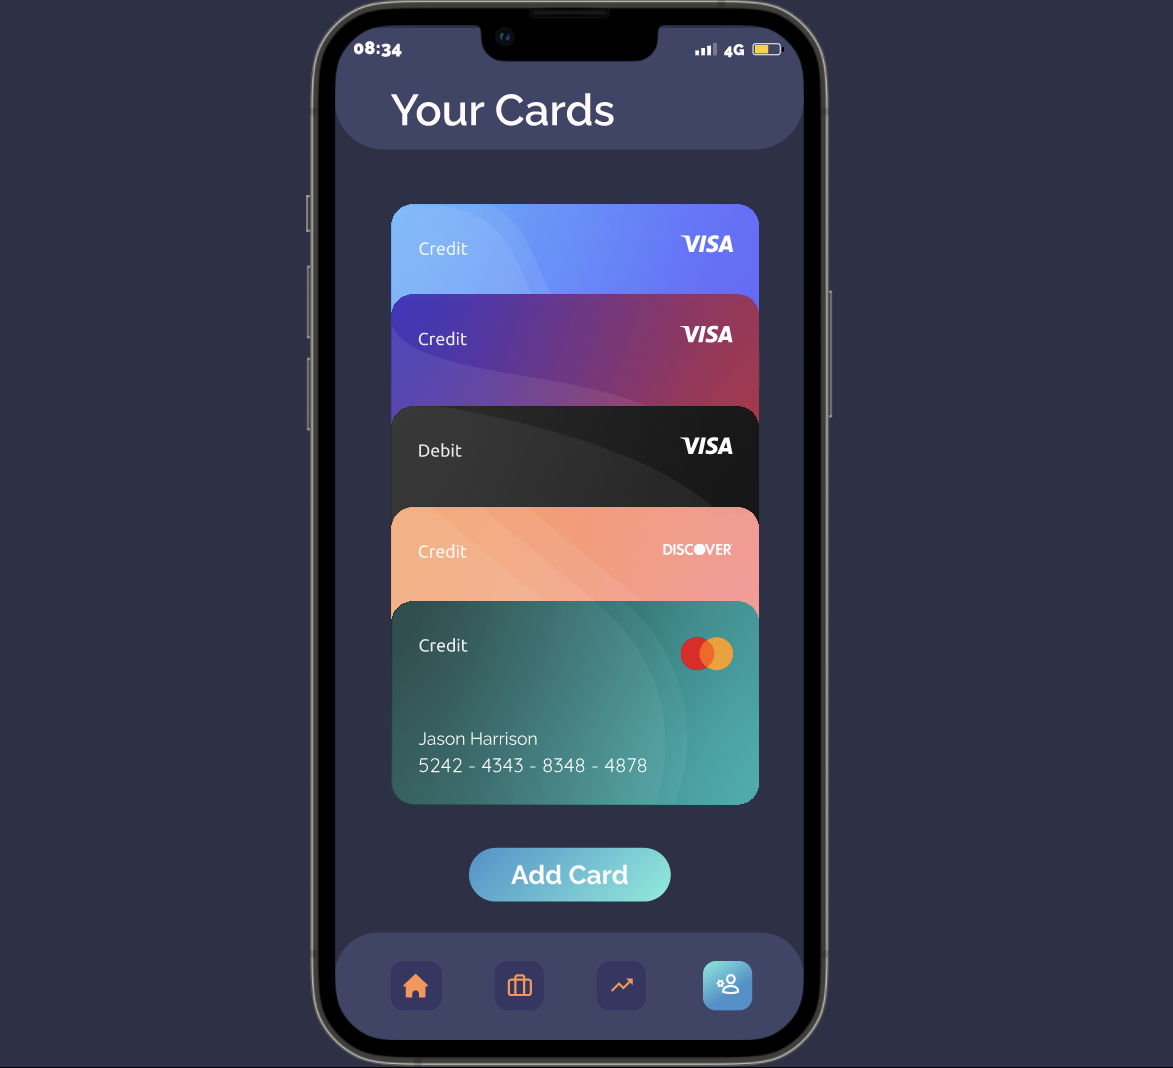 08:34 4G
Your Cards
Credit VISA
Credit VISA
Debit VISA
Credit DISCOVER
Credit
Jason Harrison
5242 - 4343 - 8348 - 4878
Add Card